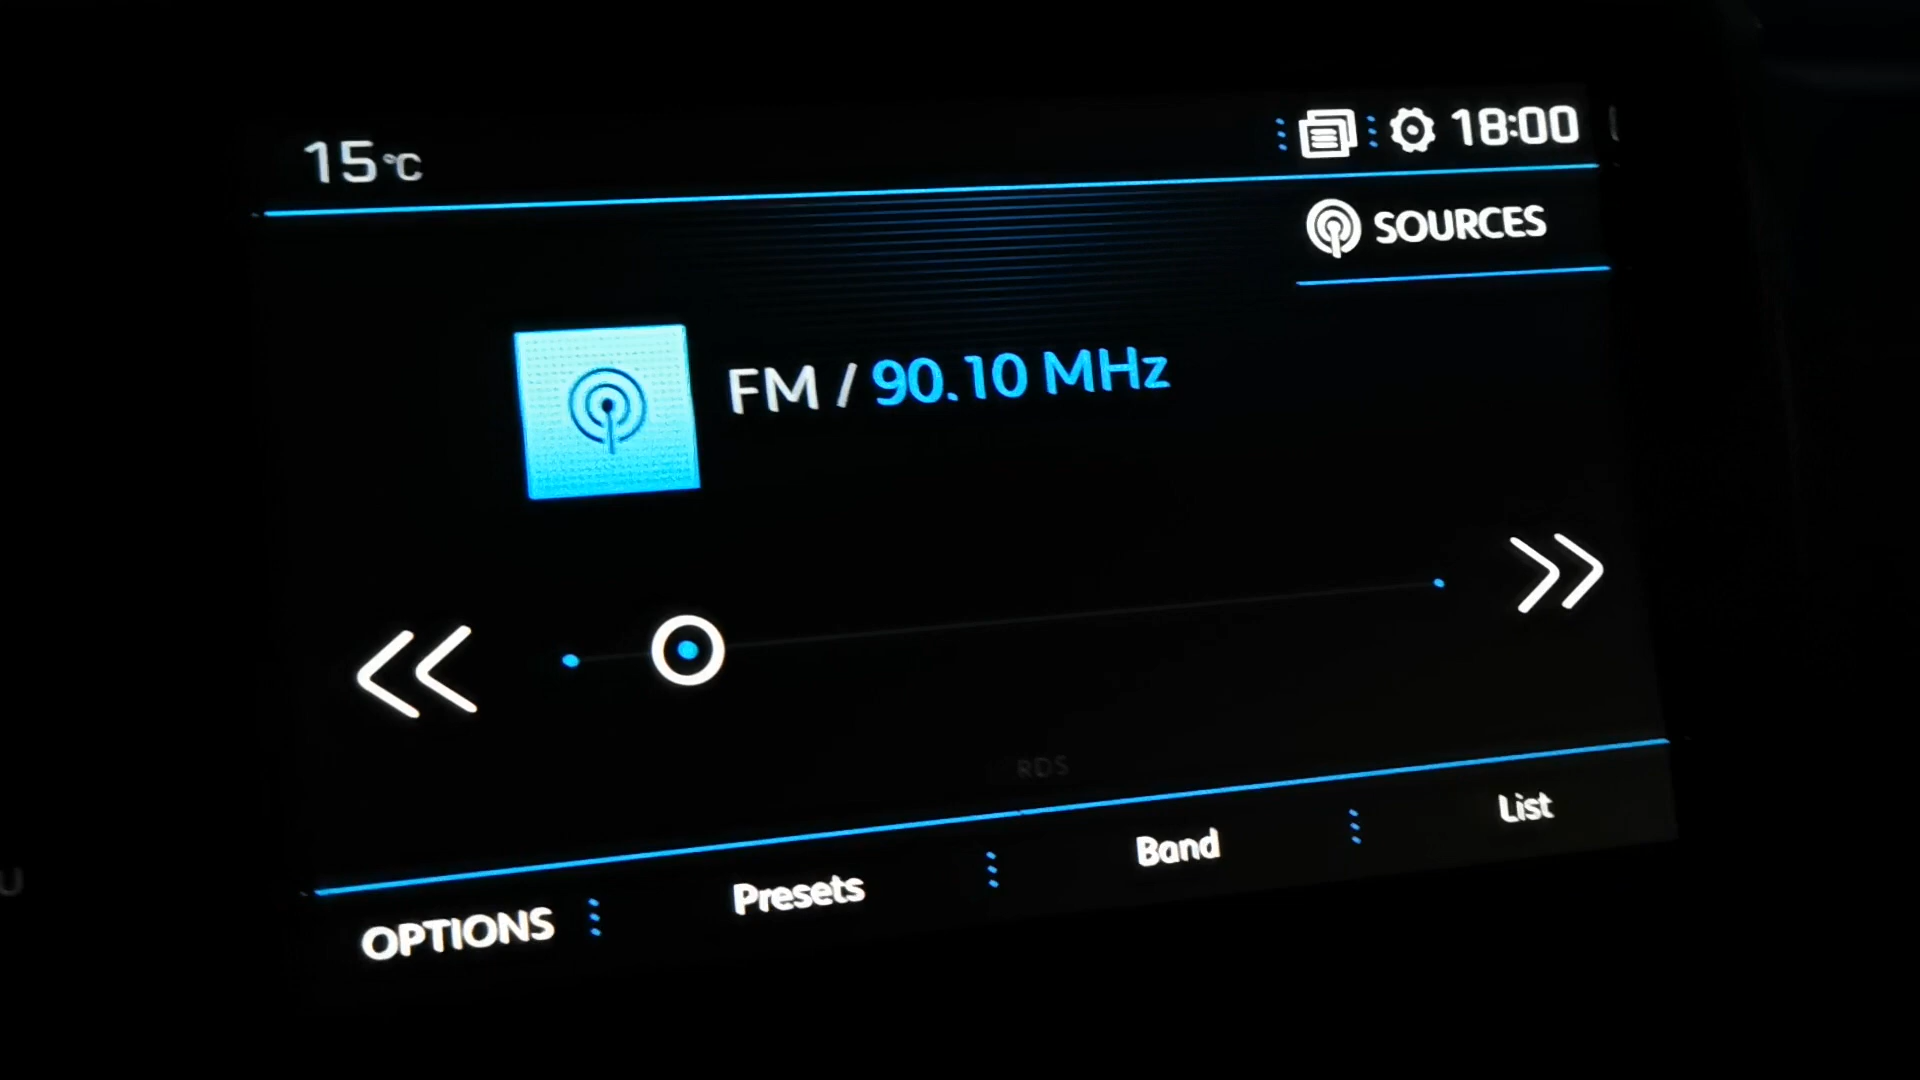 15°C
18:00
SOURCES
FM / 90.10 MHz
RDS
OPTIONS
Presets
Band
List